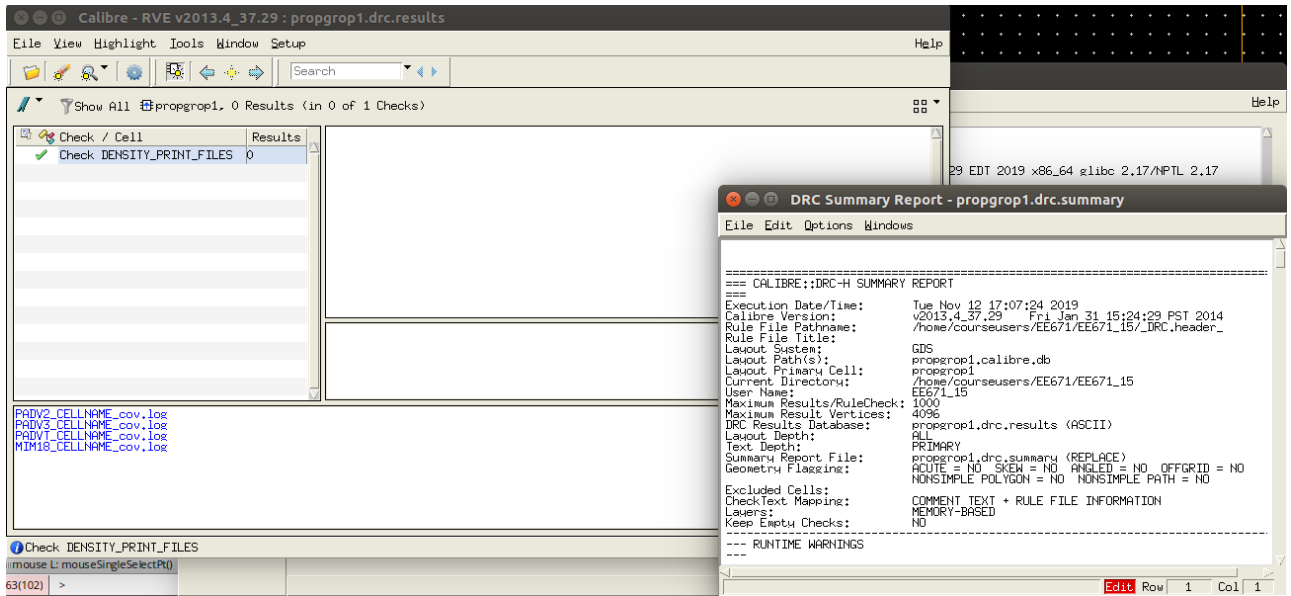 Calibre - RVE v2013.4_37.29 : propgrop1.drc.results
File View Highlight Tools Window Setup Help
Search
Show All propgrop1, 0 Results (in 0 of 1 Checks)
Help
Check / Cell Results
Check DENSITY_PRINT_FILES 0
29 EDT 2019 x86_64 glibc 2.17/NPTL 2.17
DRC Summary Report - propgrop1.drc.summary
File Edit Options Windows
================================================================================
=== CALIBRE::DRC-H SUMMARY REPORT
===
Execution Date/Time: Tue Nov 12 17:07:24 2019
Calibre Version: v2013.4_37.29 Fri Jan 31 15:24:29 PST 2014
Rule File Pathname: /home/courseusers/EE671/EE671_15/_DRC.header_
Rule File Title:
Layout System: GDS
Layout Path(s): propgrop1.calibre.db
Layout Primary Cell: propgrop1
Current Directory: /home/courseusers/EE671/EE671_15
User Name: EE671_15
Maximum Results/RuleCheck: 1000
Maximum Result Vertices: 4096
DRC Results Database: propgrop1.drc.results (ASCII)
Layout Depth: ALL
Text Depth: PRIMARY
Summary Report File: propgrop1.drc.summary (REPLACE)
Geometry Flagging: ACUTE = NO SKEW = NO ANGLED = NO OFFGRID = NO
NONSIMPLE POLYGON = NO NONSIMPLE PATH = NO
Excluded Cells:
CheckText Mapping: COMMENT TEXT + RULE FILE INFORMATION
Layers: MEMORY-BASED
Keep Empty Checks: NO
--------------------------------------------------------------------------------
--- RUNTIME WARNINGS
---
Edit Row 1 Col 1
PADV2_CELLNAME_cov.log
PADV3_CELLNAME_cov.log
PADVT_CELLNAME_cov.log
MIM18_CELLNAME_cov.log
Check DENSITY_PRINT_FILES
mouse L: mouseSingleSelectPt()
63(102) >